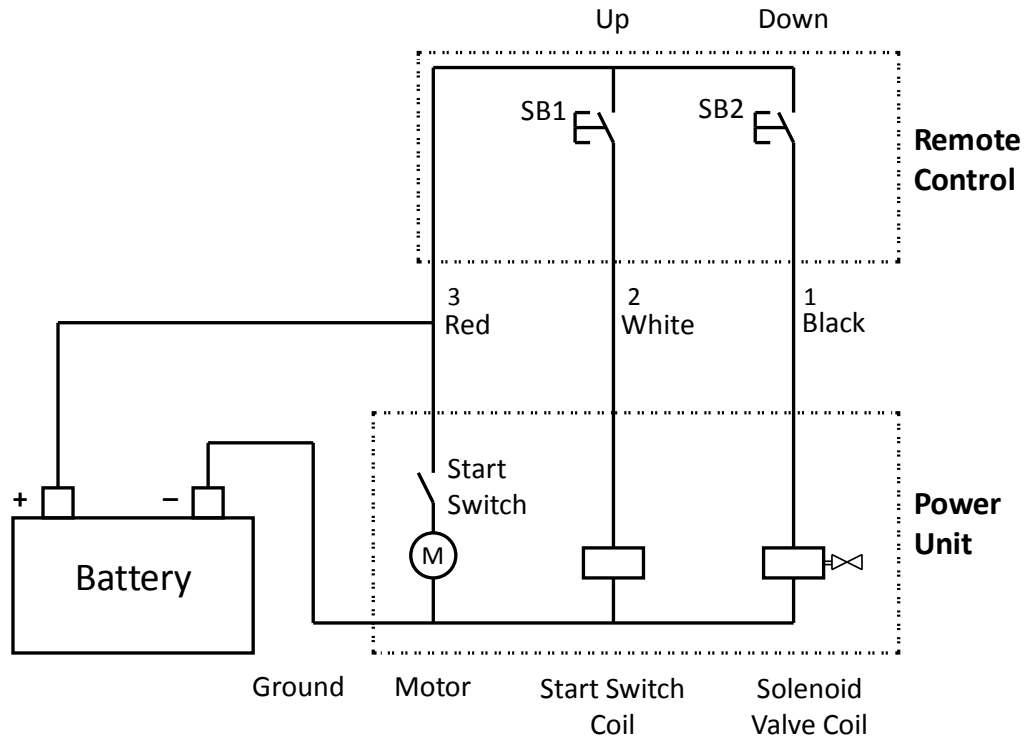 Up
Down
SB1
SB2
Remote
Control
3
Red
2
White
1
Black
Start
Switch
+
–
M
Battery
Power
Unit
Ground
Motor
Start Switch
Coil
Solenoid
Valve Coil